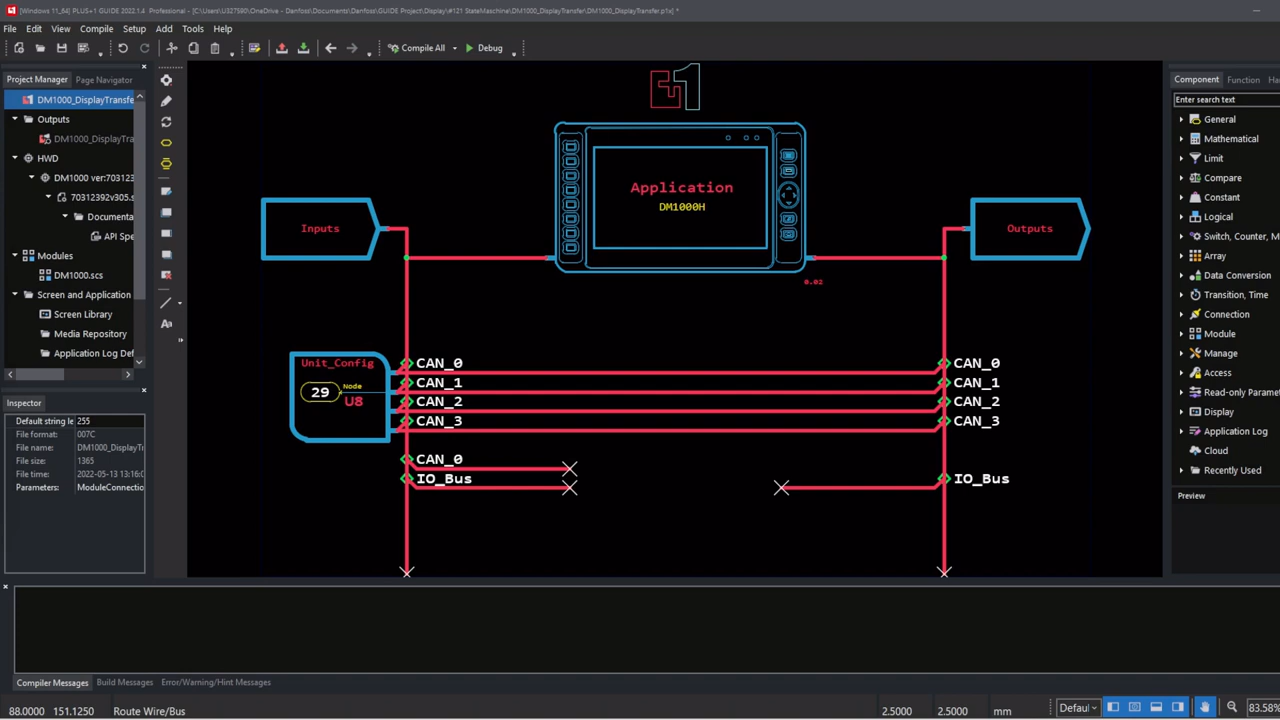 [Windows 11_64] PLUS+1 GUIDE 2022.1.4 Professional - [C:\Users\U327590\OneDrive - Danfoss\Documents\Danfoss\GUIDE Project\Display\#121 StateMaschine\DM1000_DisplayTransfer\DM1000_DisplayTransfer.p1x] *
File Edit View Compile Setup Add Tools Help
Compile All Debug
Project Manager Page Navigator
DM1000_DisplayTransfe
Outputs
DM1000_DisplayTra
HWD
DM1000 ver:703123
70312392v305.s
Documenta
API Spe
Modules
DM1000.scs
Screen and Application
Screen Library
Media Repository
Application Log Def
Inspector
Default string le 255
File format: 007C
File name: DM1000_DisplayTr
File size: 1365
File time: 2022-05-13 13:16:0
Parameters: ModuleConnectio
Inputs
Application
DM1000H
Outputs
0.02
Unit_Config
29
Node
U8
CAN_0 CAN_0
CAN_1 CAN_1
CAN_2 CAN_2
CAN_3 CAN_3
CAN_0
IO_Bus IO_Bus
Component Function Ha
Enter search text
General
Mathematical
Limit
Compare
Constant
Logical
Switch, Counter, M
Array
Data Conversion
Transition, Time
Connection
Module
Manage
Access
Read-only Parame
Display
Application Log
Cloud
Recently Used
Preview
Compiler Messages Build Messages Error/Warning/Hint Messages
88.0000 151.1250 Route Wire/Bus 2.5000 2.5000 mm Defaul 83.58%